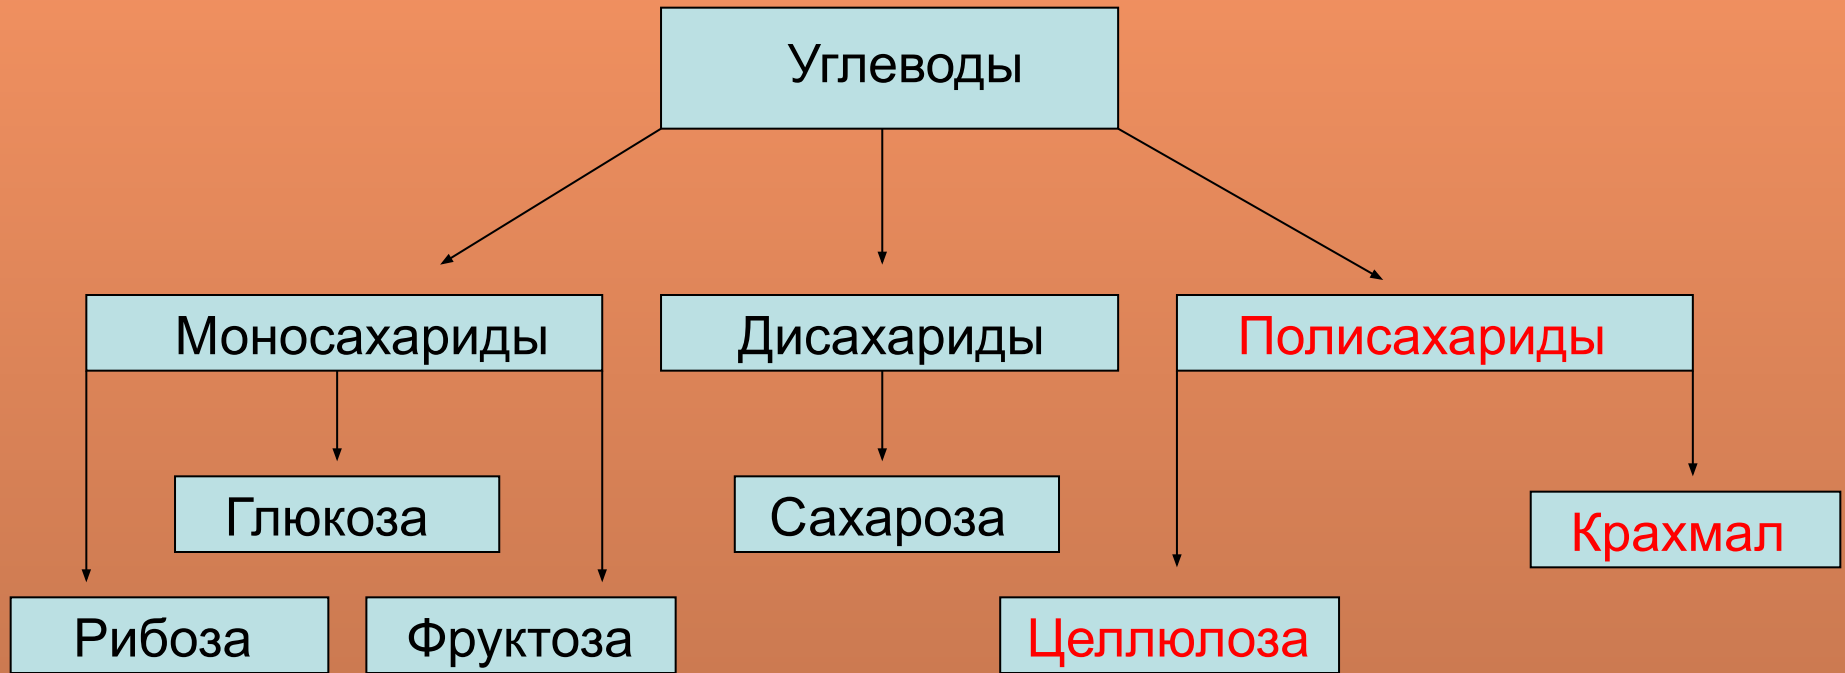 Углеводы
Моносахариды
Дисахариды
Полисахариды
Глюкоза
Сахароза
Крахмал
Рибоза
Фруктоза
Целлюлоза